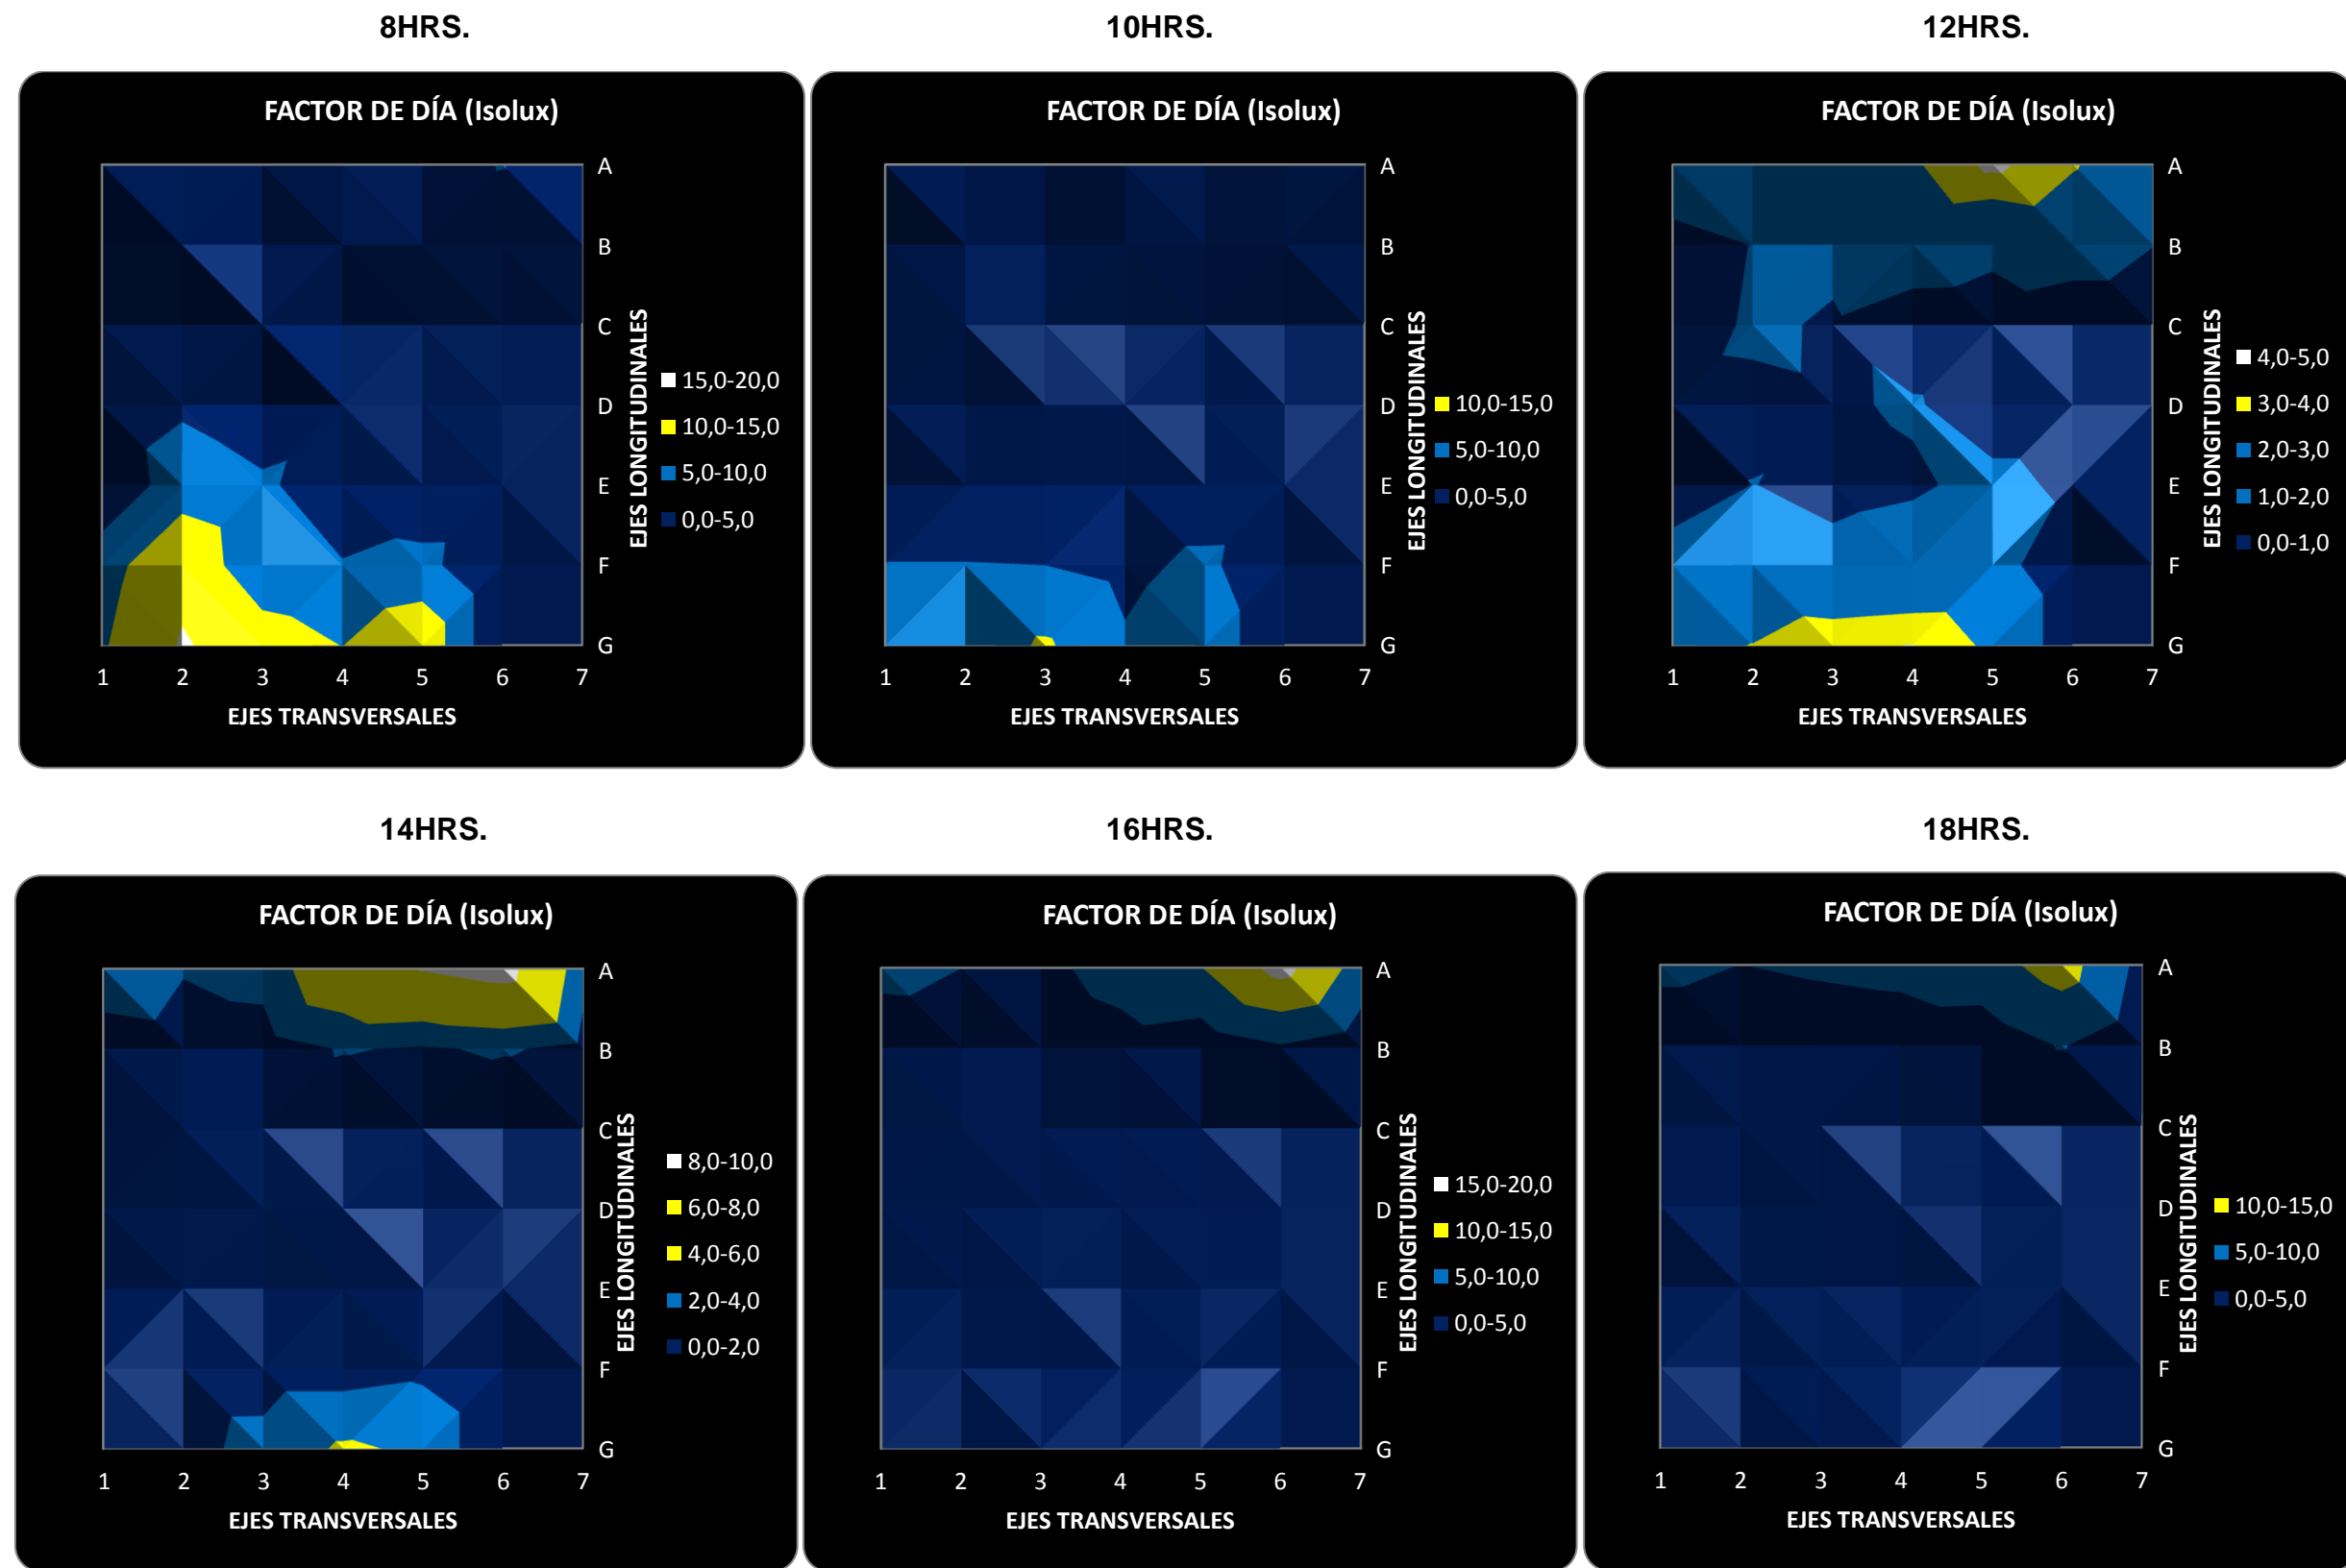 8HRS.
10HRS.
12HRS.
FACTOR DE DÍA (Isolux)
A
B
C
D
E
F
G
1 2 3 4 5 6 7
EJES TRANSVERSALES
EJES LONGITUDINALES
15,0-20,0
10,0-15,0
5,0-10,0
0,0-5,0
FACTOR DE DÍA (Isolux)
A
B
C
D
E
F
G
1 2 3 4 5 6 7
EJES TRANSVERSALES
EJES LONGITUDINALES
10,0-15,0
5,0-10,0
0,0-5,0
FACTOR DE DÍA (Isolux)
A
B
C
D
E
F
G
1 2 3 4 5 6 7
EJES TRANSVERSALES
EJES LONGITUDINALES
4,0-5,0
3,0-4,0
2,0-3,0
1,0-2,0
0,0-1,0
14HRS.
16HRS.
18HRS.
FACTOR DE DÍA (Isolux)
A
B
C
D
E
F
G
1 2 3 4 5 6 7
EJES TRANSVERSALES
EJES LONGITUDINALES
8,0-10,0
6,0-8,0
4,0-6,0
2,0-4,0
0,0-2,0
FACTOR DE DÍA (Isolux)
A
B
C
D
E
F
G
1 2 3 4 5 6 7
EJES TRANSVERSALES
EJES LONGITUDINALES
15,0-20,0
10,0-15,0
5,0-10,0
0,0-5,0
FACTOR DE DÍA (Isolux)
A
B
C
D
E
F
G
1 2 3 4 5 6 7
EJES TRANSVERSALES
EJES LONGITUDINALES
10,0-15,0
5,0-10,0
0,0-5,0